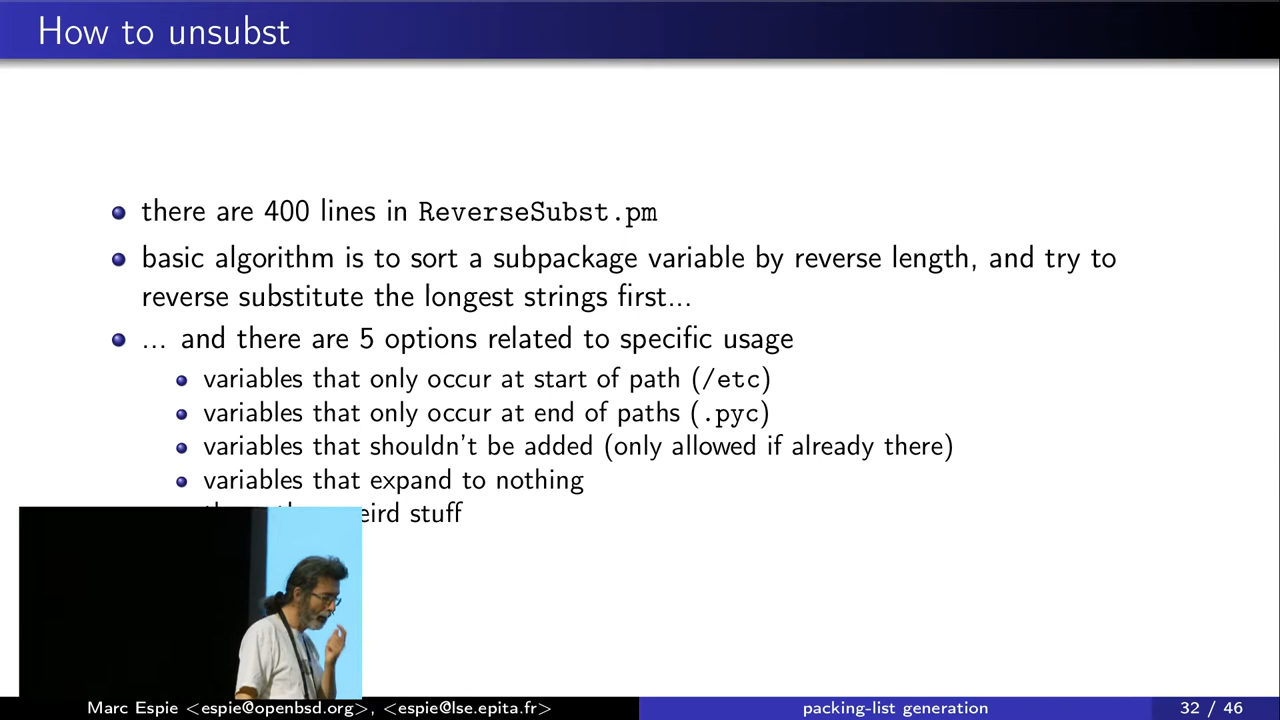 How to unsubst
there are 400 lines in ReverseSubst.pm
basic algorithm is to sort a subpackage variable by reverse length, and try to
reverse substitute the longest strings first...
... and there are 5 options related to specific usage
variables that only occur at start of path (/etc)
variables that only occur at end of paths (.pyc)
variables that shouldn't be added (only allowed if already there)
variables that expand to nothing
stuff
Marc Espie <espie@openbsd.org>, <espie@lse.epita.fr>
packing-list generation
32 / 46